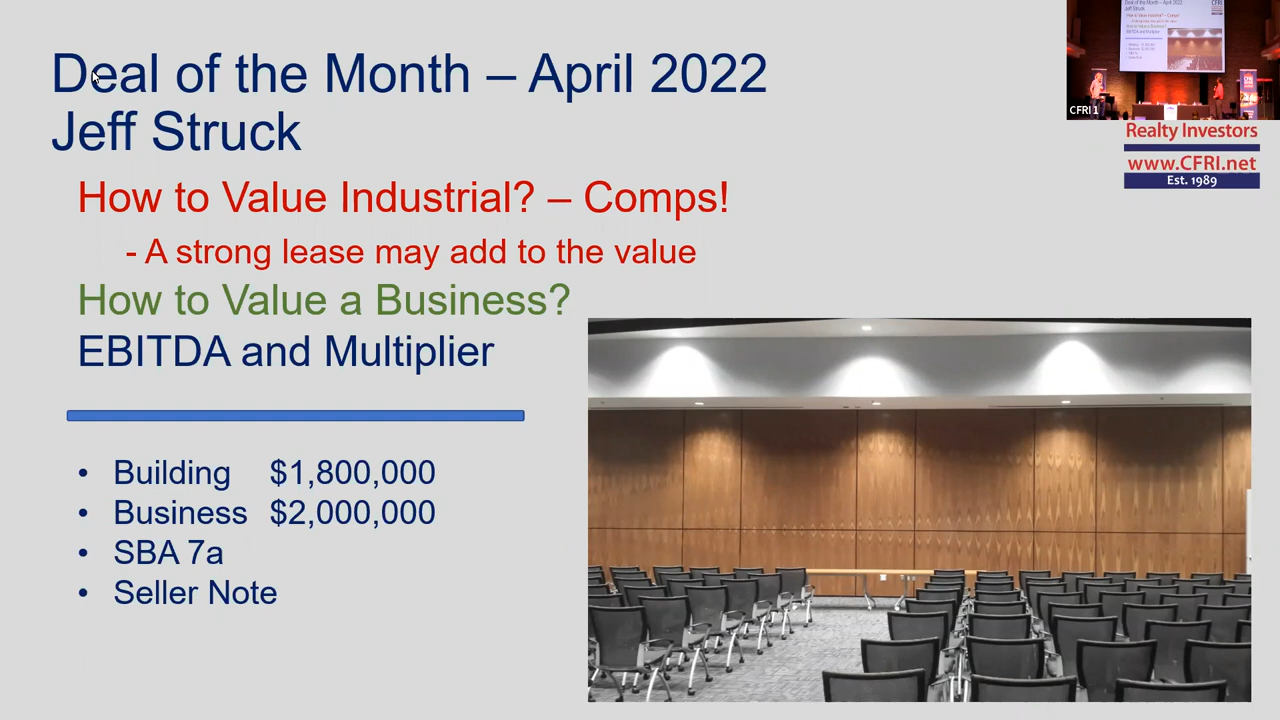 Deal of the Month – April 2022
Jeff Struck
How to Value Industrial? – Comps!
- A strong lease may add to the value
How to Value a Business?
EBITDA and Multiplier
• Building $1,800,000
• Business $2,000,000
• SBA 7a
• Seller Note
CFRI 1
Realty Investors
www.CFRI.net
Est. 1989